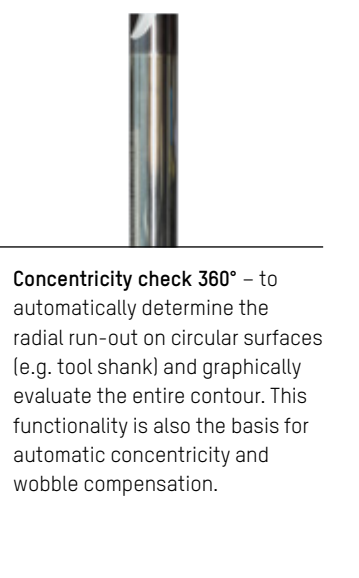 Concentricity check 360° – to
automatically determine the
radial run-out on circular surfaces
(e.g. tool shank) and graphically
evaluate the entire contour. This
functionality is also the basis for
automatic concentricity and
wobble compensation.